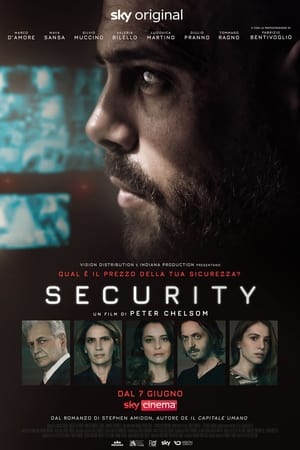 sky original
MARCO D'AMORE
MAYA SANSA
SILVIO MUCCINO
VALERIA BILELLO
LUDOVICA MARTINO
GIULIO PRANNO
TOMMASO RAGNO
E CON LA PARTECIPAZIONE DI
FABRIZIO BENTIVOGLIO
VISION DISTRIBUTION E INDIANA PRODUCTION PRESENTANO
QUAL È IL PREZZO DELLA TUA SICUREZZA?
SECURITY
UN FILM DI PETER CHELSOM
DAL 7 GIUGNO
sky cinema
DAL ROMANZO DI STEPHEN AMIDON, AUTORE DE IL CAPITALE UMANO
sky